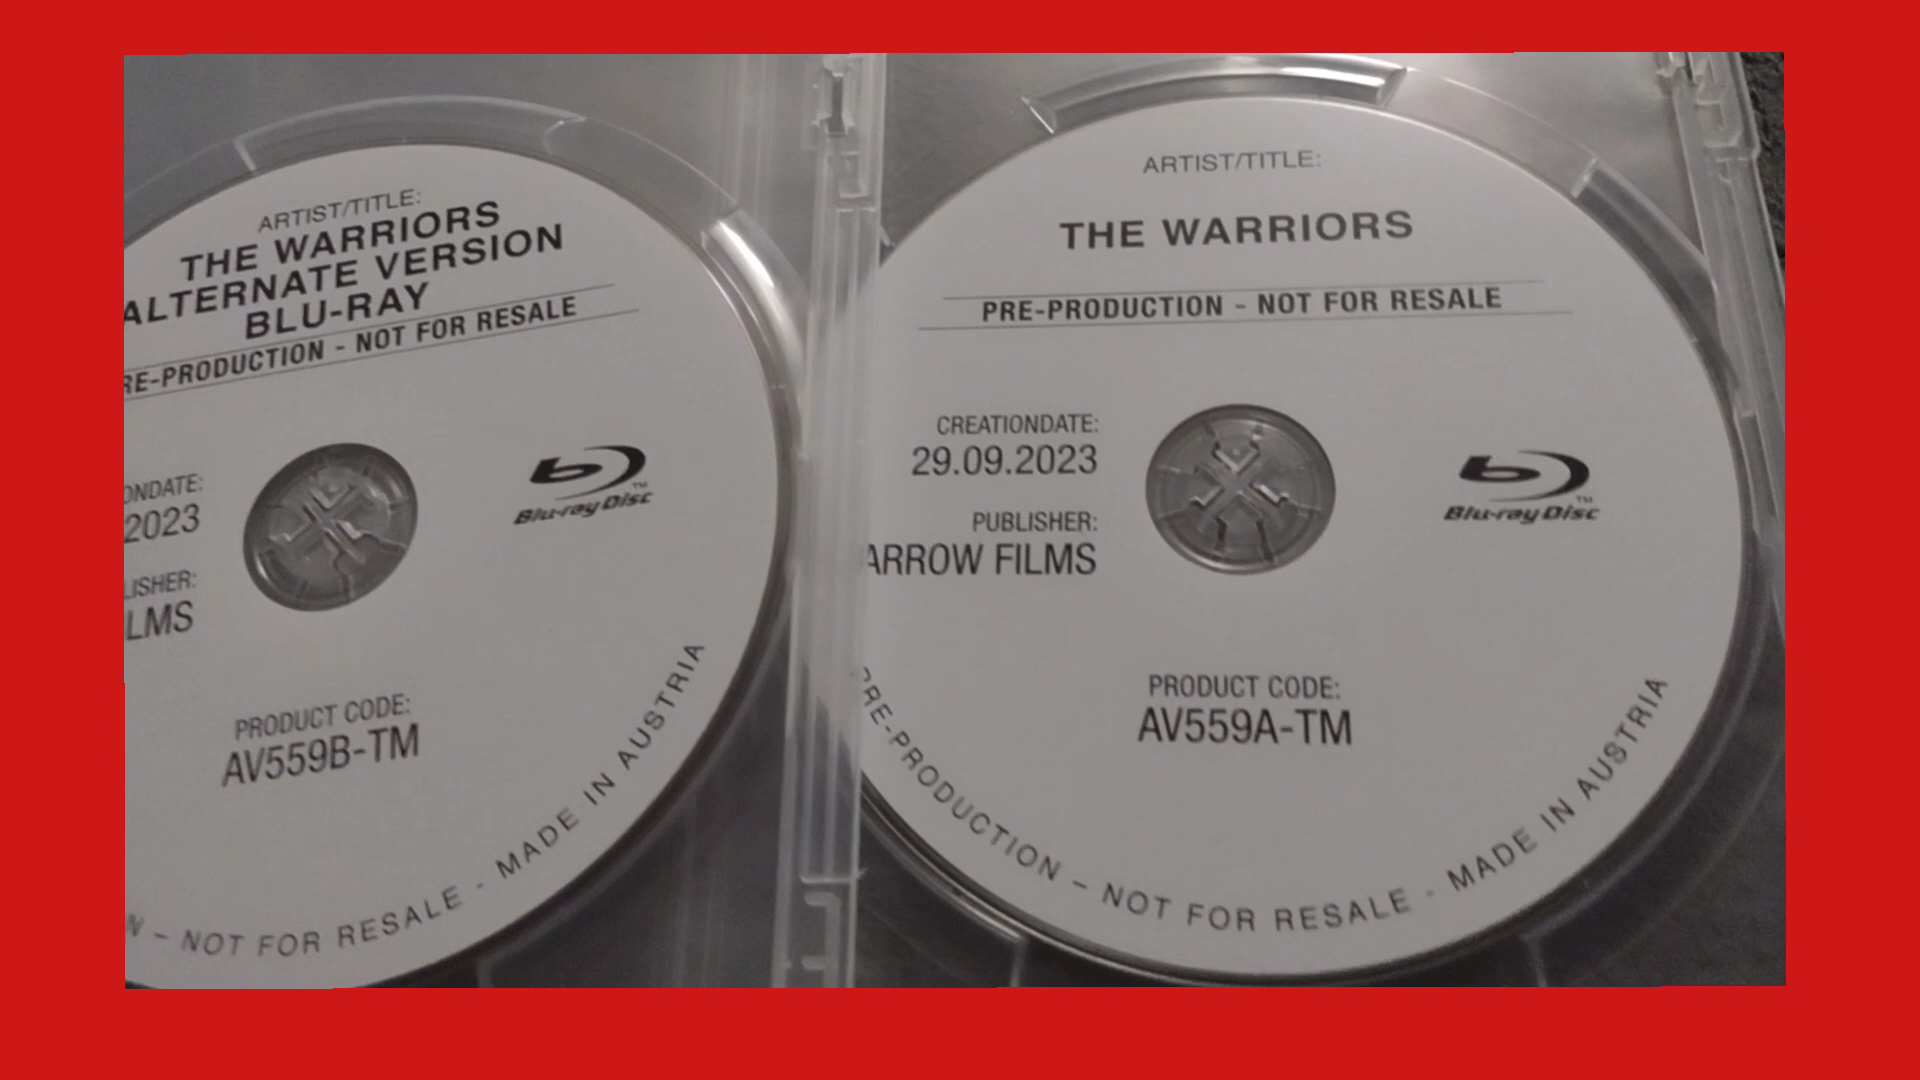 ARTIST/TITLE:
THE WARRIORS
ALTERNATE VERSION
BLU-RAY
RE-PRODUCTION - NOT FOR RESALE
ONDATE:
2023
LISHER:
LMS
Blu-ray Disc
TM
PRODUCT CODE:
AV559B-TM
N – NOT FOR RESALE - MADE IN AUSTRIA
ARTIST/TITLE:
THE WARRIORS
PRE-PRODUCTION - NOT FOR RESALE
CREATIONDATE:
29.09.2023
PUBLISHER:
ARROW FILMS
Blu-ray Disc
TM
PRODUCT CODE:
AV559A-TM
PRE-PRODUCTION – NOT FOR RESALE - MADE IN AUSTRIA